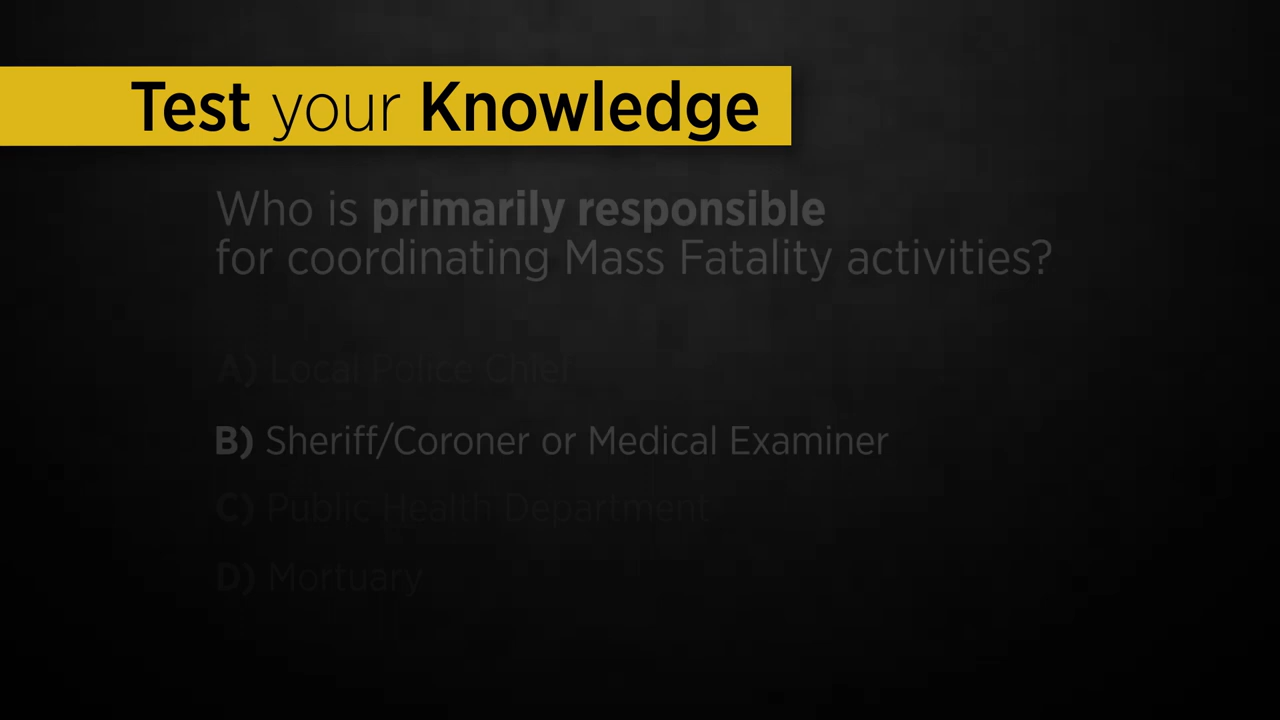 Test your Knowledge
Who is primarily responsible
for coordinating Mass Fatality activities?
A) Local Police Chief
B) Sheriff/Coroner or Medical Examiner
C) Public Health Department
D) Mortuary